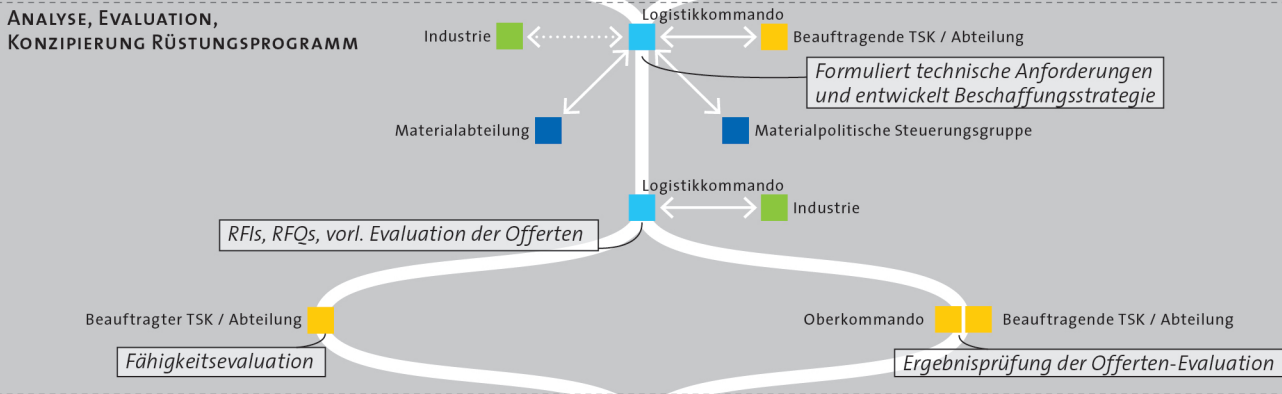 Analyse, Evaluation,
Konzipierung Rüstungsprogramm
Logistikkommando
Industrie
Beauftragende TSK / Abteilung
Formuliert technische Anforderungen
und entwickelt Beschaffungsstrategie
Materialabteilung
Materialpolitische Steuerungsgruppe
Logistikkommando
Industrie
RFIs, RFQs, vorl. Evaluation der Offerten
Beauftragter TSK / Abteilung
Oberkommando
Beauftragende TSK / Abteilung
Fähigkeitsevaluation
Ergebnisprüfung der Offerten-Evaluation